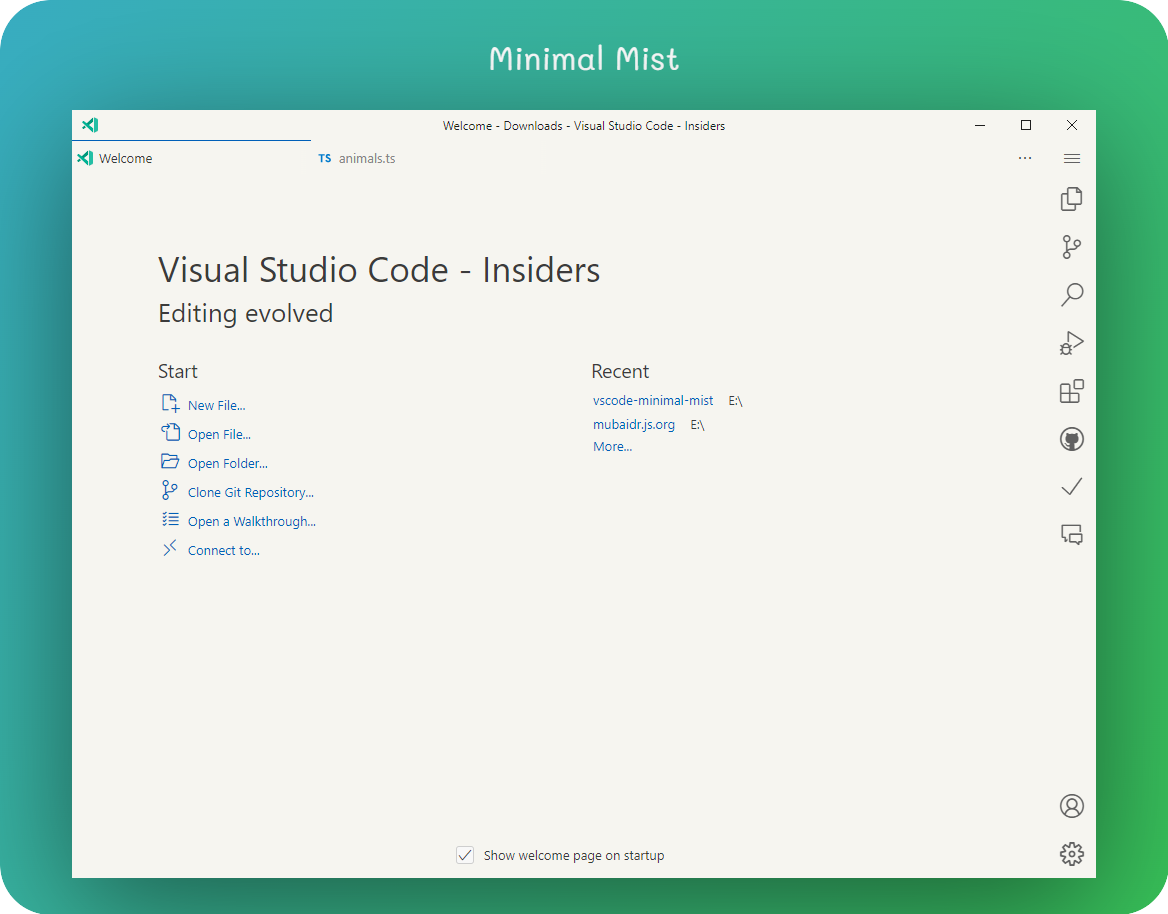 Minimal Mist
Welcome - Downloads - Visual Studio Code - Insiders
Welcome
TS animals.ts
Visual Studio Code - Insiders
Editing evolved
Start
New File...
Open File...
Open Folder...
Clone Git Repository...
Open a Walkthrough...
Connect to...
Recent
vscode-minimal-mist E:\
mubaidr.js.org E:\
More...
Show welcome page on startup